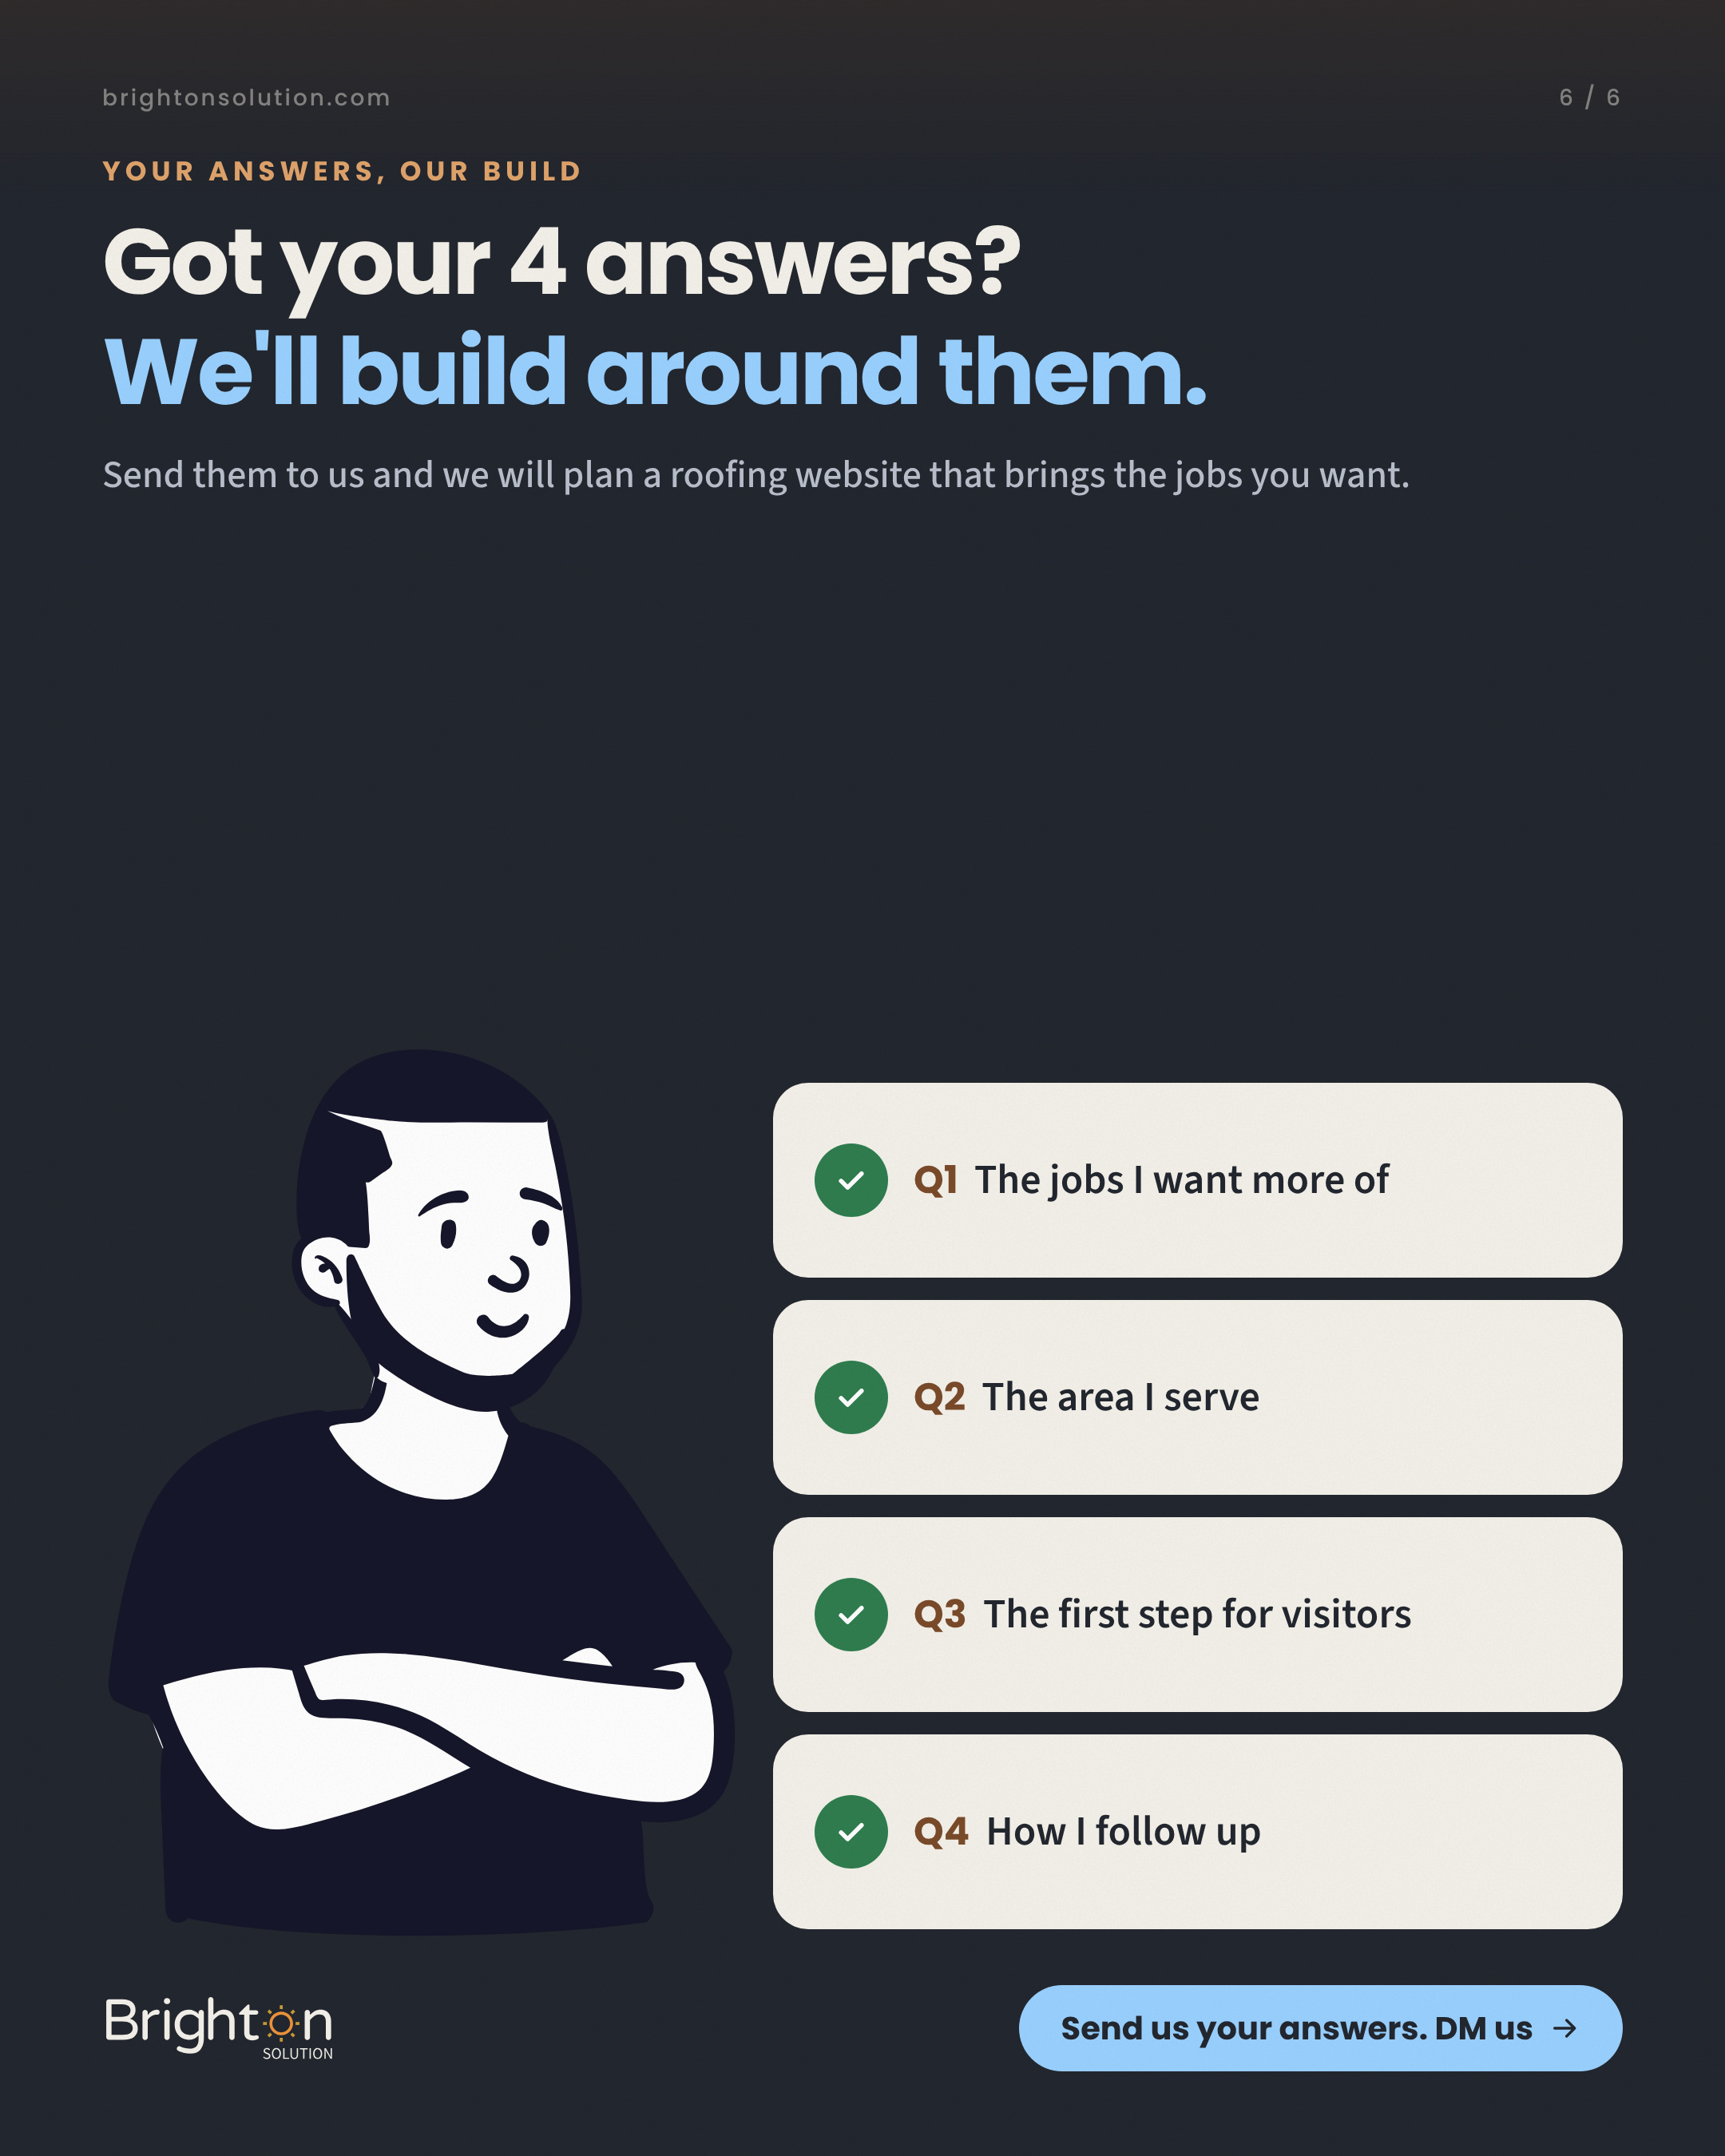 brightonsolution.com
6 / 6
YOUR ANSWERS, OUR BUILD
Got your 4 answers?
We'll build around them.
Send them to us and we will plan a roofing website that brings the jobs you want.
Q1 The jobs I want more of
Q2 The area I serve
Q3 The first step for visitors
Q4 How I follow up
Brighton
SOLUTION
Send us your answers. DM us →